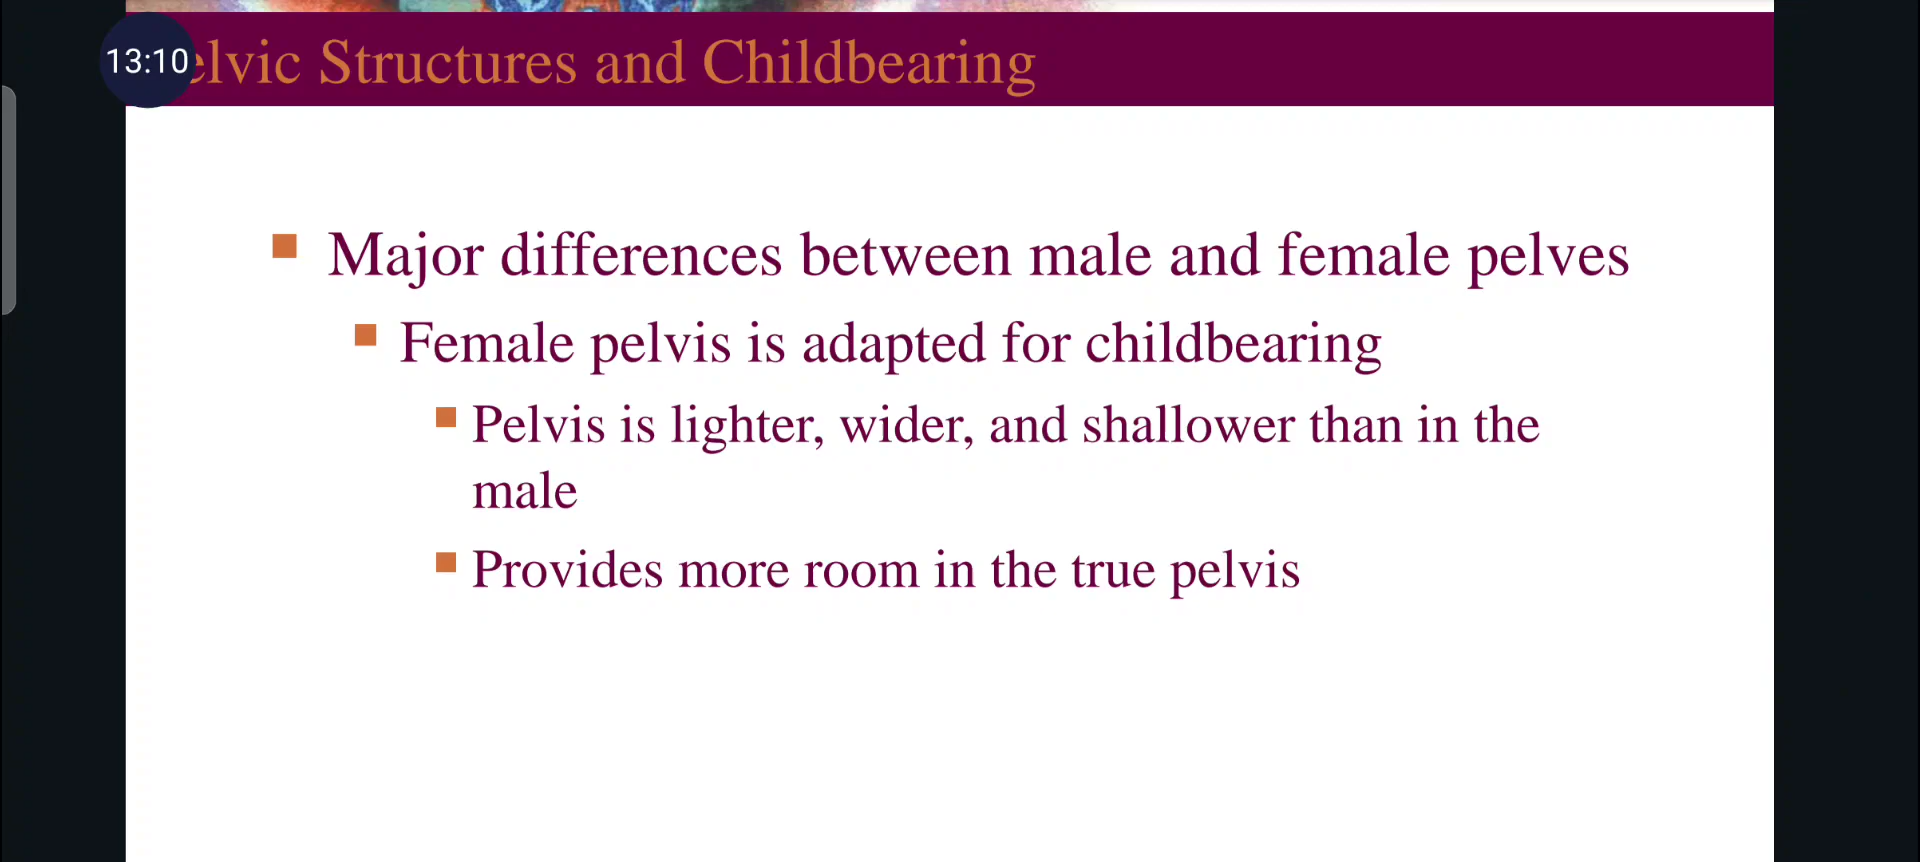 13:10
elvic Structures and Childbearing
Major differences between male and female pelves
Female pelvis is adapted for childbearing
Pelvis is lighter, wider, and shallower than in the
male
Provides more room in the true pelvis